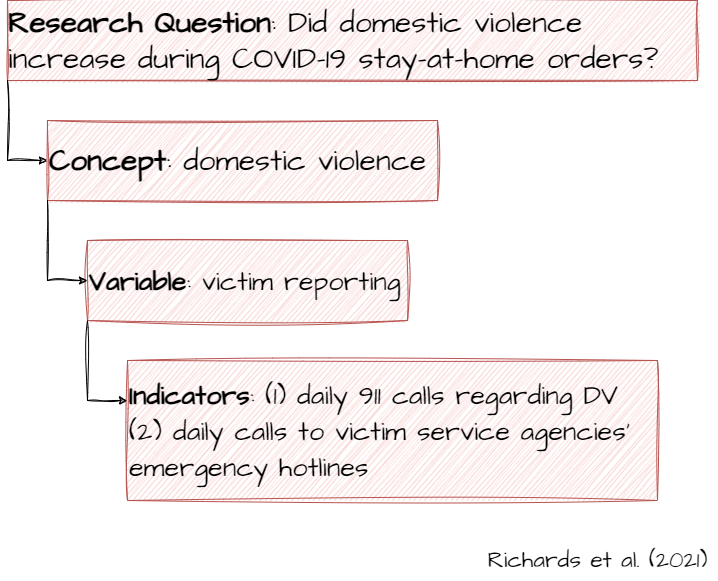 Research Question: Did domestic violence
increase during COVID-19 stay-at-home orders?
Concept: domestic violence
Variable: victim reporting
Indicators: (1) daily 911 calls regarding DV
(2) daily calls to victim service agencies'
emergency hotlines
Richards et al. (2021)